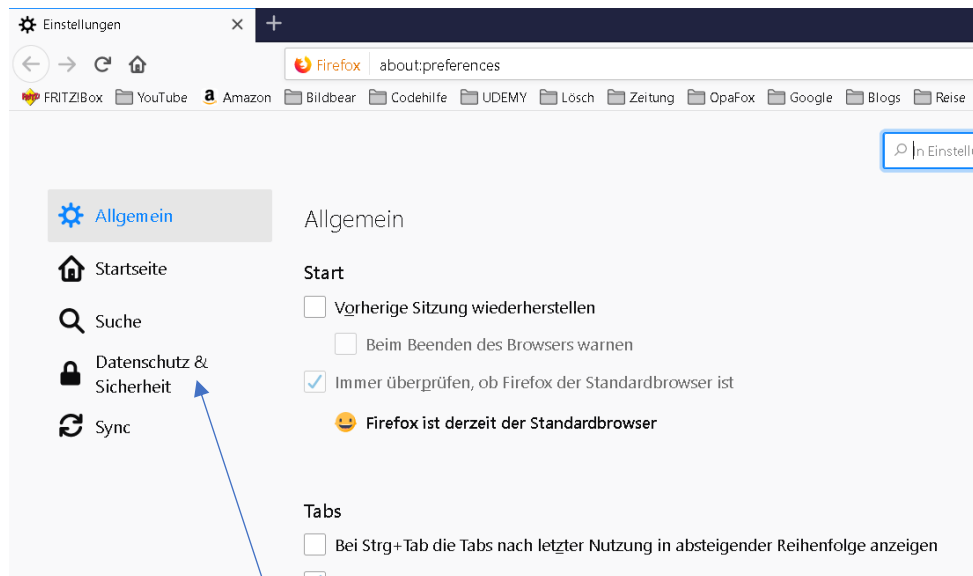 Einstellungen
Firefox about:preferences
FRITZ!Box YouTube a Amazon Bildbear Codehilfe UDEMY Lösch Zeitung OpaFox Google Blogs Reise
In Einstell
Allgemein
Startseite
Suche
Datenschutz &
Sicherheit
Sync
Allgemein
Start
Vorherige Sitzung wiederherstellen
Beim Beenden des Browsers warnen
Immer überprüfen, ob Firefox der Standardbrowser ist
Firefox ist derzeit der Standardbrowser
Tabs
Bei Strg+Tab die Tabs nach letzter Nutzung in absteigender Reihenfolge anzeigen